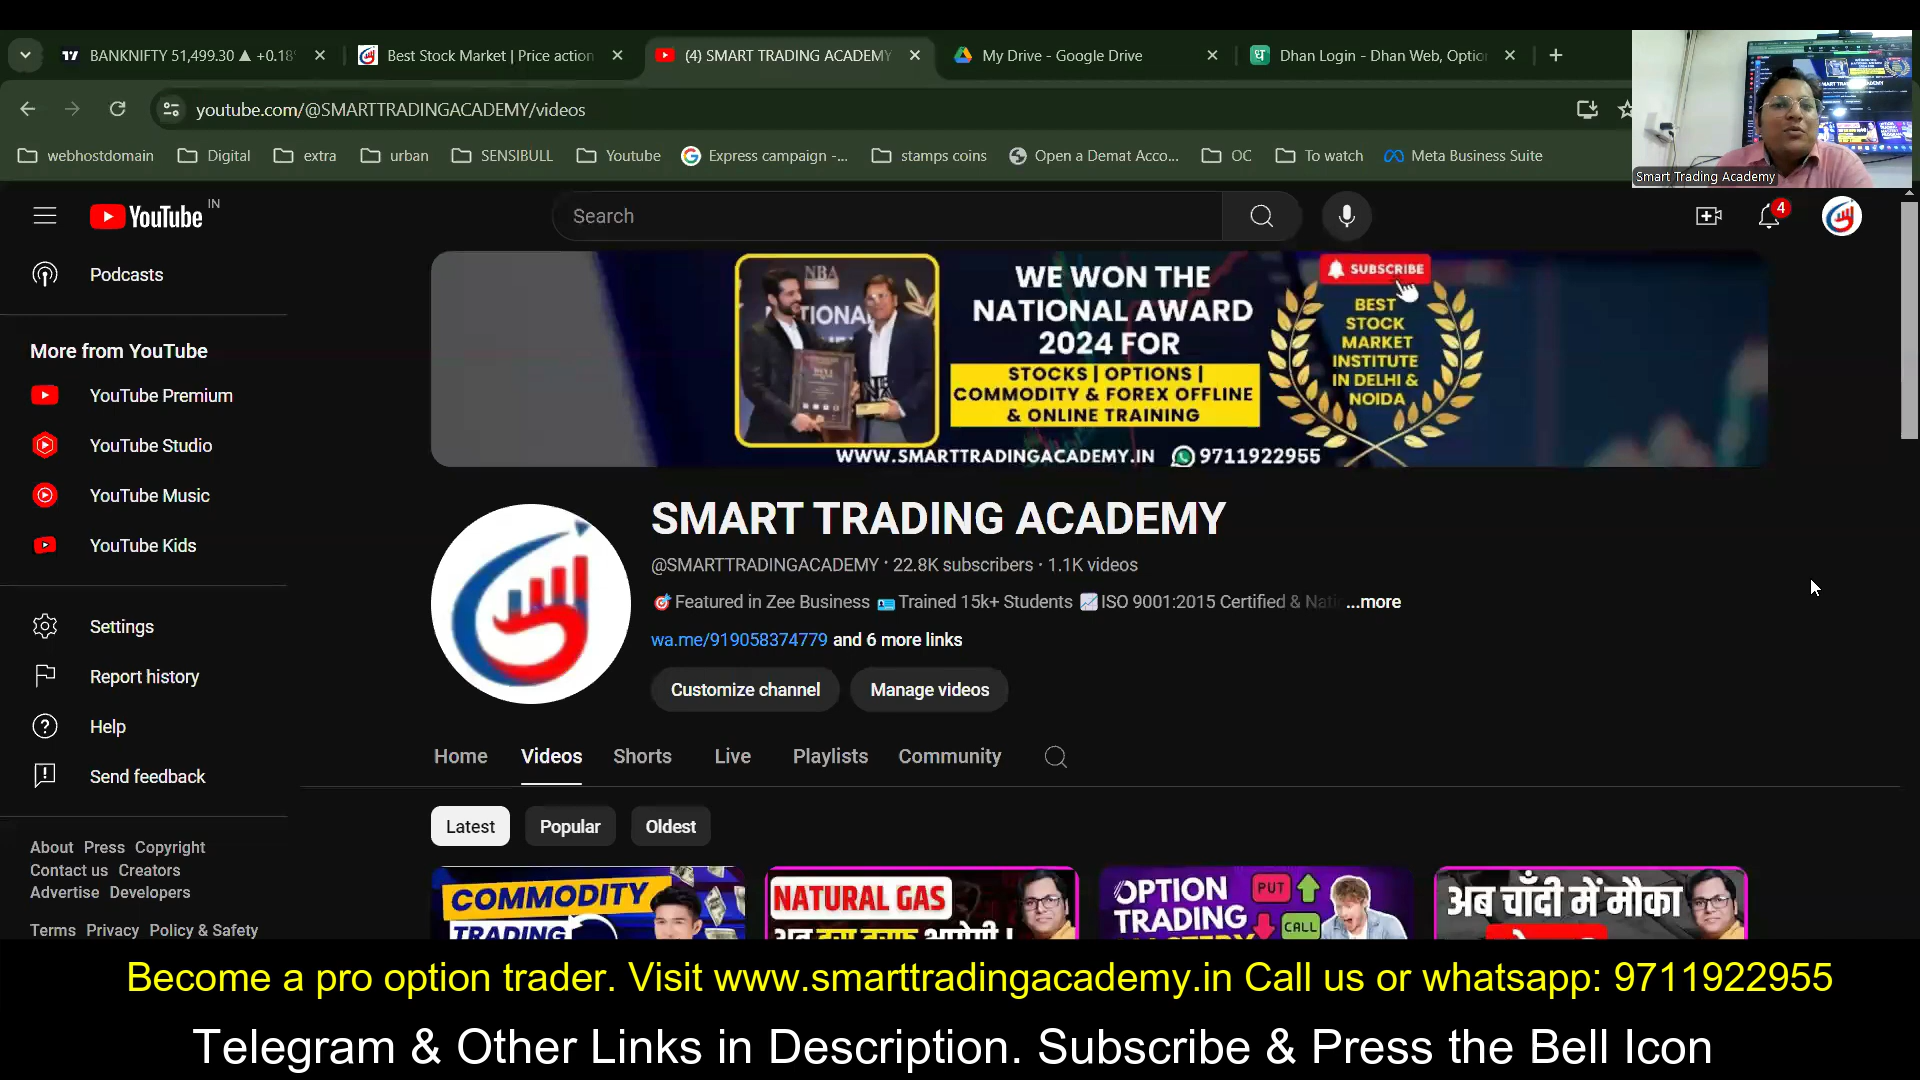 BANKNIFTY 51,499.30 ▲ +0.18
Best Stock Market | Price action
(4) SMART TRADING ACADEMY
My Drive - Google Drive
Dhan Login - Dhan Web, Optio
youtube.com/@SMARTTRADINGACADEMY/videos
webhostdomain
Digital
extra
urban
SENSIBULL
Youtube
Express campaign -...
stamps coins
Open a Demat Acco...
OC
To watch
Meta Business Suite
Smart Trading Academy
YouTube IN
Search
4
Podcasts
More from YouTube
YouTube Premium
YouTube Studio
YouTube Music
YouTube Kids
Settings
Report history
Help
Send feedback
About Press Copyright
Contact us Creators
Advertise Developers
Terms Privacy Policy & Safety
NBA
WE WON THE
NATIONAL AWARD
2024 FOR
STOCKS | OPTIONS |
COMMODITY & FOREX OFFLINE
& ONLINE TRAINING
WWW.SMARTTRADINGACADEMY.IN 9711922955
SUBSCRIBE
BEST
STOCK
MARKET
INSTITUTE
IN DELHI &
NOIDA
SMART TRADING ACADEMY
@SMARTTRADINGACADEMY · 22.8K subscribers · 1.1K videos
🎯 Featured in Zee Business 🪪 Trained 15k+ Students 📈 ISO 9001:2015 Certified & Nati ...more
wa.me/919058374779 and 6 more links
Customize channel
Manage videos
Home
Videos
Shorts
Live
Playlists
Community
Latest
Popular
Oldest
COMMODITY
TRADING
NATURAL GAS
OPTION
TRADING
PUT
CALL
अब चाँदी में मौका
Become a pro option trader. Visit www.smarttradingacademy.in Call us or whatsapp: 9711922955
Telegram & Other Links in Description. Subscribe & Press the Bell Icon